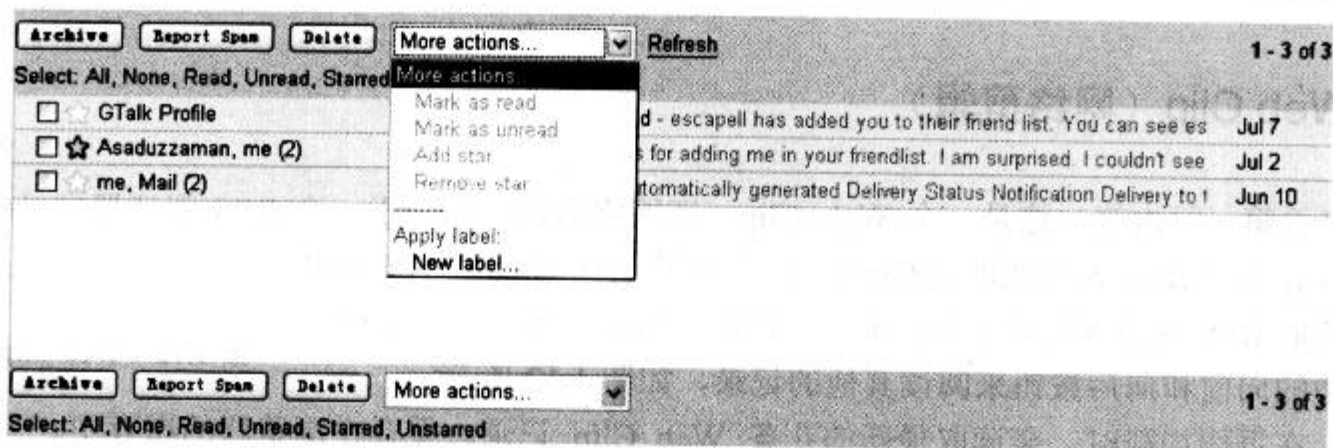 Archive Report Spam Delete More actions... Refresh 1 - 3 of 3
Select: All, None, Read, Unread, Starred
More actions...
Mark as read
Mark as unread
Add star
Remove star
-------
Apply label:
New label...
GTalk Profile d - escapell has added you to their friend list. You can see es Jul 7
Asaduzzaman, me (2) s for adding me in your friendlist. I am surprised. I couldn't see Jul 2
me, Mail (2) tomatically generated Delivery Status Notification Delivery to t Jun 10
Archive Report Spam Delete More actions... 1 - 3 of 3
Select: All, None, Read, Unread, Starred, Unstarred